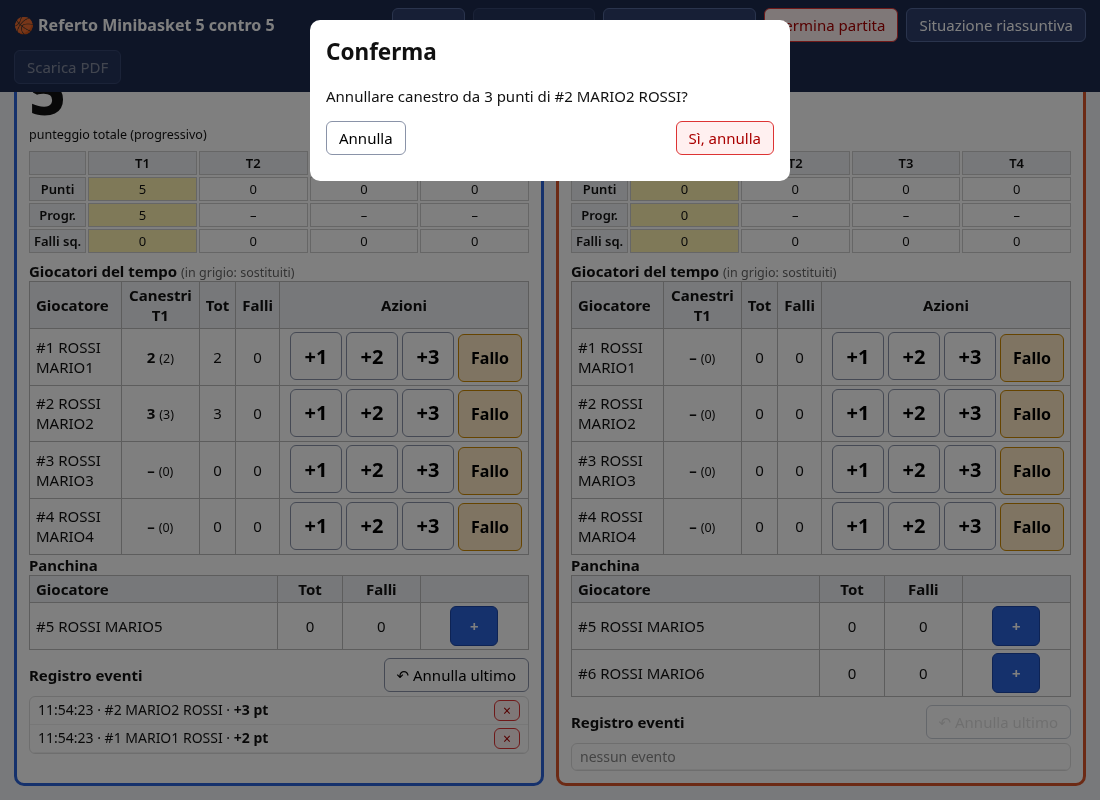 🏀 Referto Minibasket 5 contro 5
ermina partita
Situazione riassuntiva
Scarica PDF
Conferma
Annullare canestro da 3 punti di #2 MARIO2 ROSSI?
Annulla
Sì, annulla
5
punteggio totale (progressivo)
T1 T2
Punti 5 0 0 0
Progr. 5 – – –
Falli sq. 0 0 0 0
Giocatori del tempo (in grigio: sostituiti)
Giocatore Canestri T1 Tot Falli Azioni
#1 ROSSI MARIO1 2 (2) 2 0 +1 +2 +3 Fallo
#2 ROSSI MARIO2 3 (3) 3 0 +1 +2 +3 Fallo
#3 ROSSI MARIO3 – (0) 0 0 +1 +2 +3 Fallo
#4 ROSSI MARIO4 – (0) 0 0 +1 +2 +3 Fallo
Panchina
Giocatore Tot Falli
#5 ROSSI MARIO5 0 0 +
Registro eventi ↶ Annulla ultimo
11:54:23 · #2 MARIO2 ROSSI · +3 pt ×
11:54:23 · #1 MARIO1 ROSSI · +2 pt ×
T2 T3 T4
Punti 0 0 0 0
Progr. 0 – – –
Falli sq. 0 0 0 0
Giocatori del tempo (in grigio: sostituiti)
Giocatore Canestri T1 Tot Falli Azioni
#1 ROSSI MARIO1 – (0) 0 0 +1 +2 +3 Fallo
#2 ROSSI MARIO2 – (0) 0 0 +1 +2 +3 Fallo
#3 ROSSI MARIO3 – (0) 0 0 +1 +2 +3 Fallo
#4 ROSSI MARIO4 – (0) 0 0 +1 +2 +3 Fallo
Panchina
Giocatore Tot Falli
#5 ROSSI MARIO5 0 0 +
#6 ROSSI MARIO6 0 0 +
Registro eventi ↶ Annulla ultimo
nessun evento